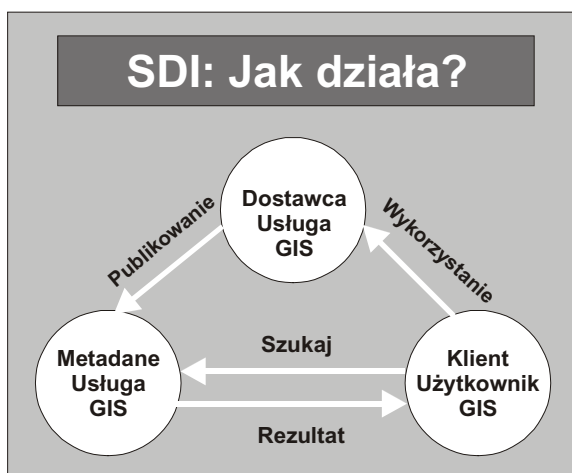 SDI: Jak działa?
Dostawca
Usługa
GIS
Publikowanie
Wykorzystanie
Metadane
Usługa
GIS
Szukaj
Rezultat
Klient
Użytkownik
GIS